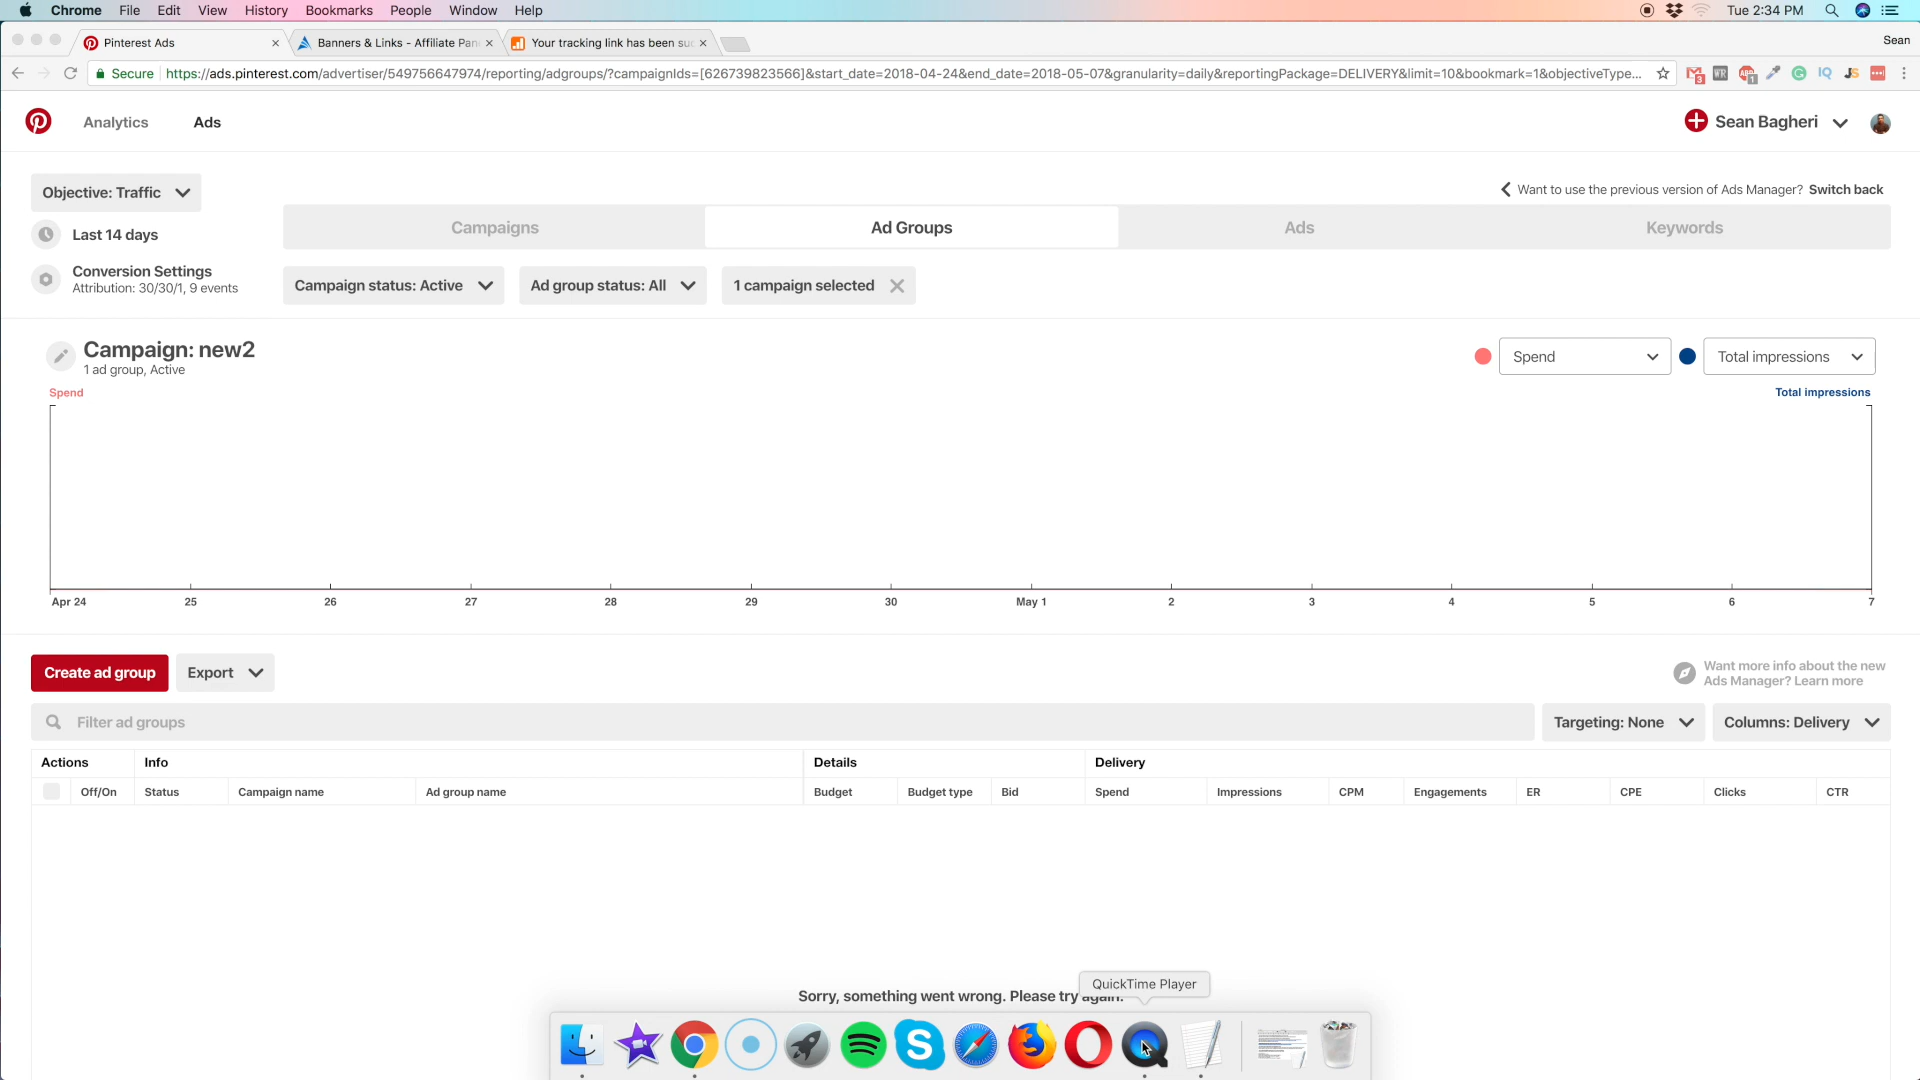 Chrome File Edit View History Bookmarks People Window Help
Tue 2:34 PM
Pinterest Ads
Banners & Links - Affiliate Pan
Your tracking link has been suc
Sean
Secure
https://ads.pinterest.com/advertiser/549756647974/reporting/adgroups/?campaignIds=[626739823566]&start_date=2018-04-24&end_date=2018-05-07&granularity=daily&reportingPackage=DELIVERY&limit=10&bookmark=1&objectiveType...
3 WR ABP 1 G IQ JS
Analytics Ads
Sean Bagheri
Objective: Traffic
Want to use the previous version of Ads Manager? Switch back
Last 14 days
Campaigns Ad Groups Ads Keywords
Conversion Settings
Attribution: 30/30/1, 9 events
Campaign status: Active Ad group status: All 1 campaign selected
Campaign: new2
1 ad group, Active
Spend Total impressions
Spend Total impressions
Apr 24 25 26 27 28 29 30 May 1 2 3 4 5 6 7
Create ad group Export
Want more info about the new
Ads Manager? Learn more
Filter ad groups Targeting: None Columns: Delivery
Actions Info Details Delivery
Off/On Status Campaign name Ad group name Budget Budget type Bid Spend Impressions CPM Engagements ER CPE Clicks CTR
QuickTime Player
Sorry, something went wrong. Please try again.